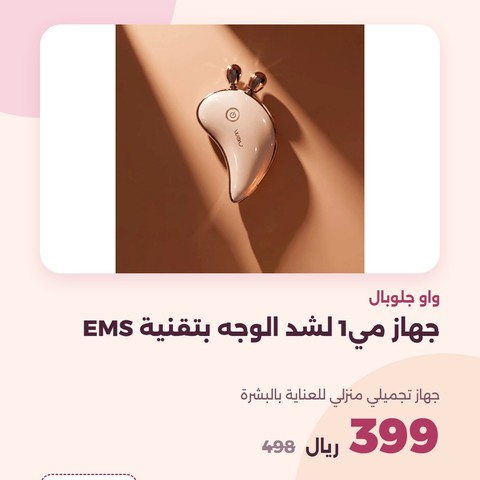 واو جلوبال
جهاز مي1 لشد الوجه بتقنية EMS
جهاز تجميلي منزلي للعناية بالبشرة
399 ريال 498